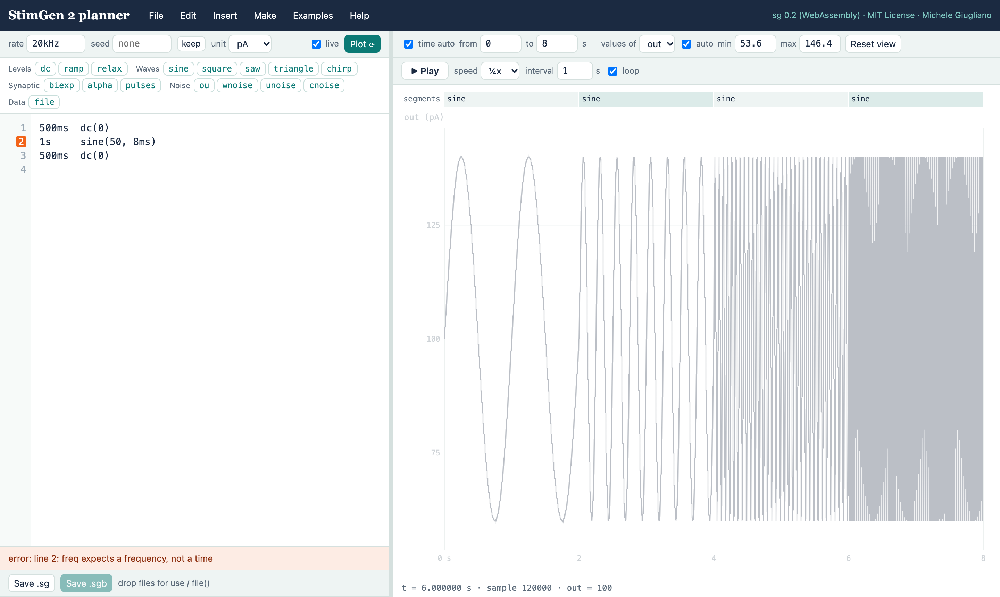 StimGen 2 planner File Edit Insert Make Examples Help sg 0.2 (WebAssembly) · MIT License · Michele Giugliano
rate 20kHz seed none keep unit pA live Plot ⟳
time auto from 0 to 8 s values of out auto min 53.6 max 146.4 Reset view
Levels dc ramp relax Waves sine square saw triangle chirp
Synaptic biexp alpha pulses Noise ou wnoise unoise cnoise
Data file
▶ Play speed ¼× interval 1 s loop
1 500ms dc(0)
2 1s sine(50, 8ms)
3 500ms dc(0)
4
error: line 2: freq expects a frequency, not a time
Save .sg Save .sgb drop files for use / file()
segments sine sine sine sine
out (pA)
125
100
75
0 s 2 4 6 8
t = 6.000000 s · sample 120000 · out = 100